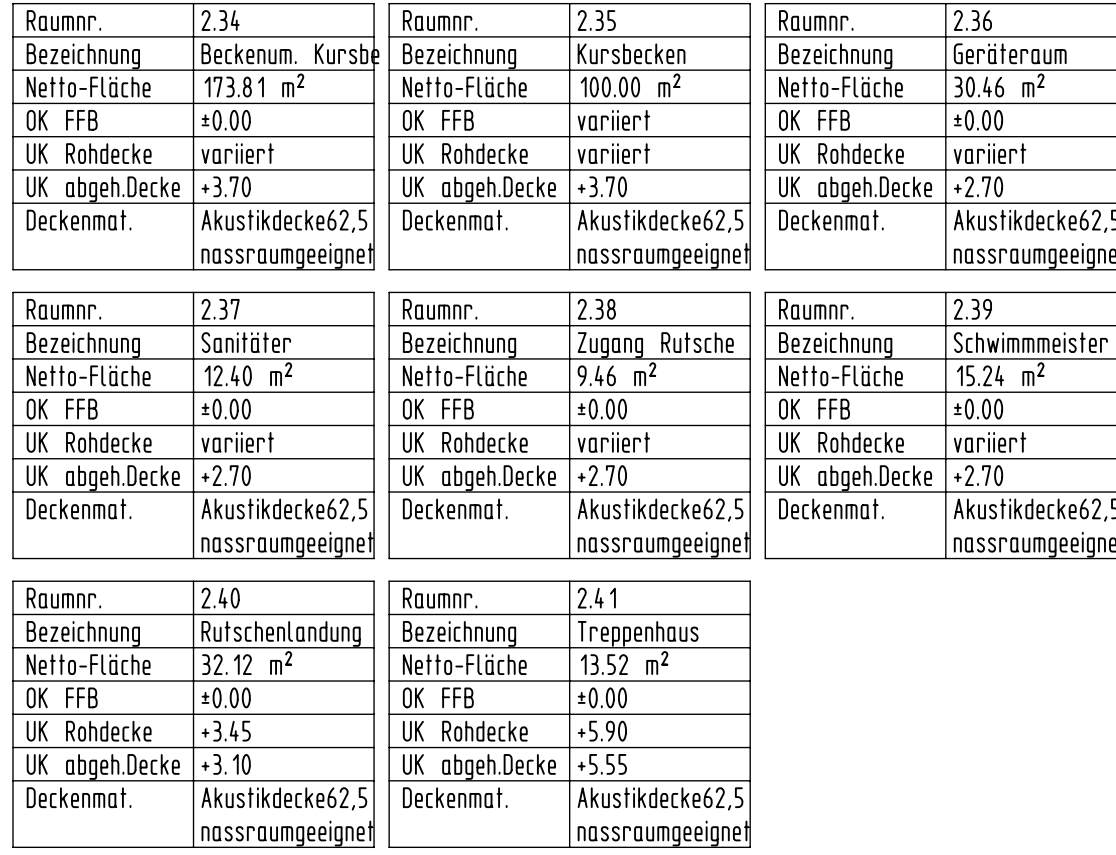 Raumnr. 2.34
Bezeichnung Beckenum. Kursbe
Netto-Fläche 173.81 m²
OK FFB ±0.00
UK Rohdecke variiert
UK abgeh.Decke +3.70
Deckenmat. Akustikdecke62,5
nassraumgeeignet
Raumnr. 2.35
Bezeichnung Kursbecken
Netto-Fläche 100.00 m²
OK FFB variiert
UK Rohdecke variiert
UK abgeh.Decke +3.70
Deckenmat. Akustikdecke62,5
nassraumgeeignet
Raumnr. 2.36
Bezeichnung Geräteraum
Netto-Fläche 30.46 m²
OK FFB ±0.00
UK Rohdecke variiert
UK abgeh.Decke +2.70
Deckenmat. Akustikdecke62,5
nassraumgeeigne
Raumnr. 2.37
Bezeichnung Sanitäter
Netto-Fläche 12.40 m²
OK FFB ±0.00
UK Rohdecke variiert
UK abgeh.Decke +2.70
Deckenmat. Akustikdecke62,5
nassraumgeeignet
Raumnr. 2.38
Bezeichnung Zugang Rutsche
Netto-Fläche 9.46 m²
OK FFB ±0.00
UK Rohdecke variiert
UK abgeh.Decke +2.70
Deckenmat. Akustikdecke62,5
nassraumgeeignet
Raumnr. 2.39
Bezeichnung Schwimmmeister
Netto-Fläche 15.24 m²
OK FFB ±0.00
UK Rohdecke variiert
UK abgeh.Decke +2.70
Deckenmat. Akustikdecke62,5
nassraumgeeigne
Raumnr. 2.40
Bezeichnung Rutschenlandung
Netto-Fläche 32.12 m²
OK FFB ±0.00
UK Rohdecke +3.45
UK abgeh.Decke +3.10
Deckenmat. Akustikdecke62,5
nassraumgeeignet
Raumnr. 2.41
Bezeichnung Treppenhaus
Netto-Fläche 13.52 m²
OK FFB ±0.00
UK Rohdecke +5.90
UK abgeh.Decke +5.55
Deckenmat. Akustikdecke62,5
nassraumgeeignet